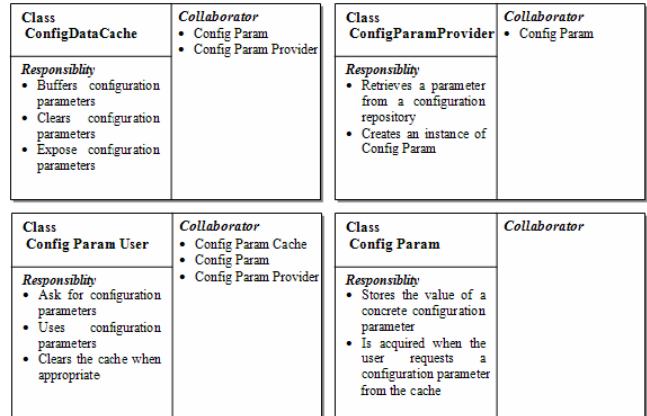 Class
ConfigDataCache
Responsiblity
• Buffers configuration
parameters
• Clears configuration
parameters
• Expose configuration
parameters
Collaborator
• Config Param
• Config Param Provider
Class
ConfigParamProvider
Responsiblity
• Retrieves a parameter
from a configuration
repository
• Creates an instance of
Config Param
Collaborator
• Config Param
Class
Config Param User
Responsiblity
• Ask for configuration
parameters
• Uses configuration
parameters
• Clears the cache when
appropriate
Collaborator
• Config Param Cache
• Config Param
• Config Param Provider
Class
Config Param
Responsiblity
• Stores the value of a
concrete configuration
parameter
• Is acquired when the
user requests a
configuration parameter
from the cache
Collaborator